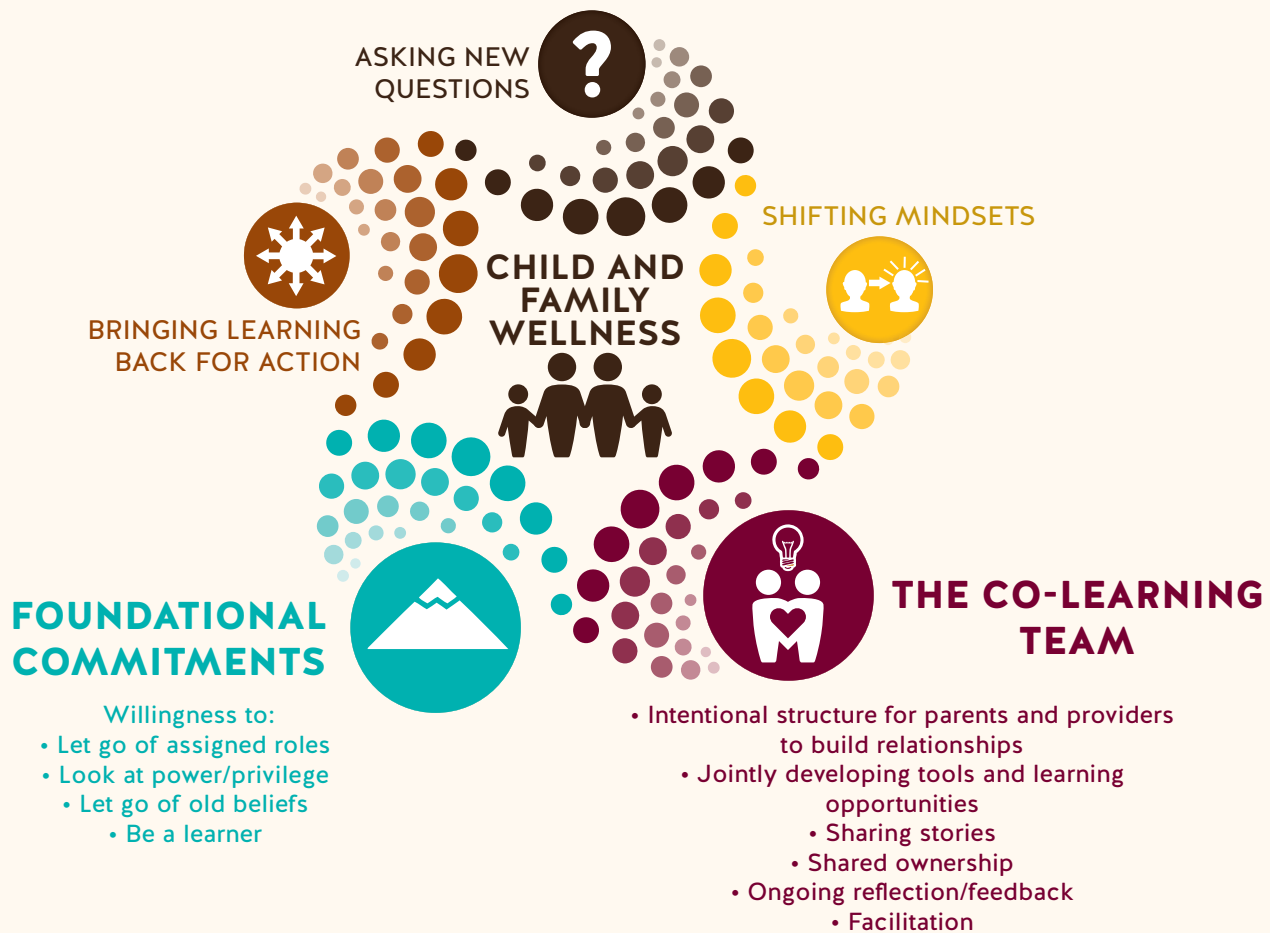 ASKING NEW
QUESTIONS
SHIFTING MINDSETS
CHILD AND
FAMILY
WELLNESS
BRINGING LEARNING
BACK FOR ACTION
FOUNDATIONAL
COMMITMENTS
Willingness to:
• Let go of assigned roles
• Look at power/privilege
• Let go of old beliefs
• Be a learner
THE CO-LEARNING
TEAM
• Intentional structure for parents and providers
to build relationships
• Jointly developing tools and learning
opportunities
• Sharing stories
• Shared ownership
• Ongoing reflection/feedback
• Facilitation